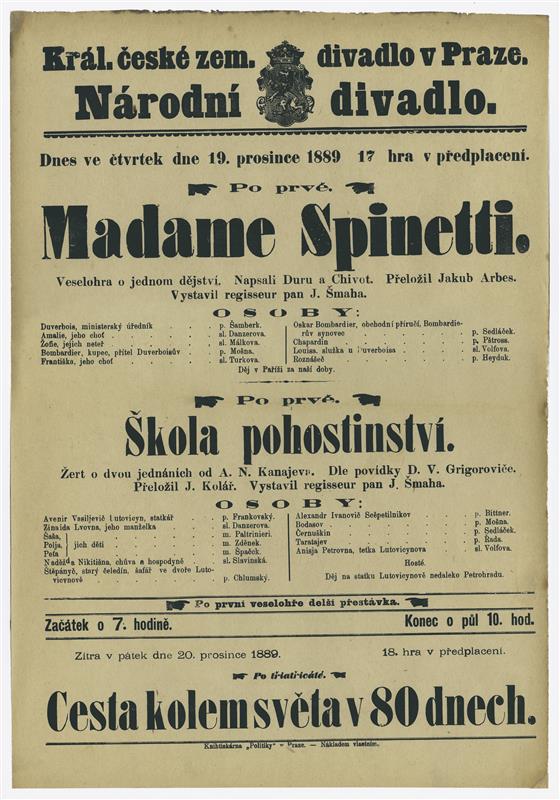 Král. české zem. divadlo v Praze.
Národní divadlo.
Dnes ve čtvrtek dne 19. prosince 1889 17 hra v předplacení.
Po prvé.
Madame Spinetti.
Veselohra o jednom dějství. Napsali Duru a Chivot. Přeložil Jakub Arbes.
Vystavil regisseur pan J. Šmaha.
OSOBY:
Duverbois, ministerský úředník . . . . p. Šamberk.
Amalie, jeho choť . . . . sl. Danzerova.
Žofie, jejich neteř . . . . sl. Málkova.
Bombardier, kupec, přítel Duverboisův . . p. Mošna.
Františka, jeho choť . . . . sl. Turkova.
Oskar Bombardier, obchodní příručí, Bombardie-
rův synovec . . . . p. Sedláček.
Chapardin . . . . p. Pštross.
Louisa, služka u Duverboisa . . . . sl. Volfova.
Roznášeč . . . . p. Heyduk.
Děj v Paříži za naší doby.
Po prvé.
Škola pohostinství.
Žert o dvou jednáních od A. N. Kanajeva. Dle povídky D. V. Grigoroviče.
Přeložil J. Kolář. Vystavil regisseur pan J. Šmaha.
OSOBY:
Avenir Vasiljevič Lutovicyn, statkář . . p. Frankovský.
Zinaida Lvovna, jeho manželka . . sl. Danzerova.
Saša, m. Paltrinieri.
Polja, jich děti . . . . m. Zděnek.
Peťa m. Špaček.
Naděžda Nikitišna, chůva a hospodyně . . sl. Slavinská.
Štěpányč, starý čeledín, šafář ve dvoře Luto-
vicynově . . . . p. Chlumský.
Alexandr Ivanovič Ščepetilnikov . . p. Bittner.
Bodasov . . . . p. Mošna.
Černuškin . . . . p. Sedláček.
Taratajev . . . . p. Řada.
Anisja Petrovna, tetka Lutovicynova . . sl. Volfova.
Hosté.
Děj na statku Lutovicynově nedaleko Petrohradu.
Po první veselohře delší přestávka.
Začátek o 7. hodině. Konec o půl 10. hod.
Zítra v pátek dne 20. prosince 1889. 18. hra v předplacení.
Po třiatřicáté.
Cesta kolem světa v 80 dnech.
Knihtiskárna „Politiky" v Praze. — Nákladem vlastním.